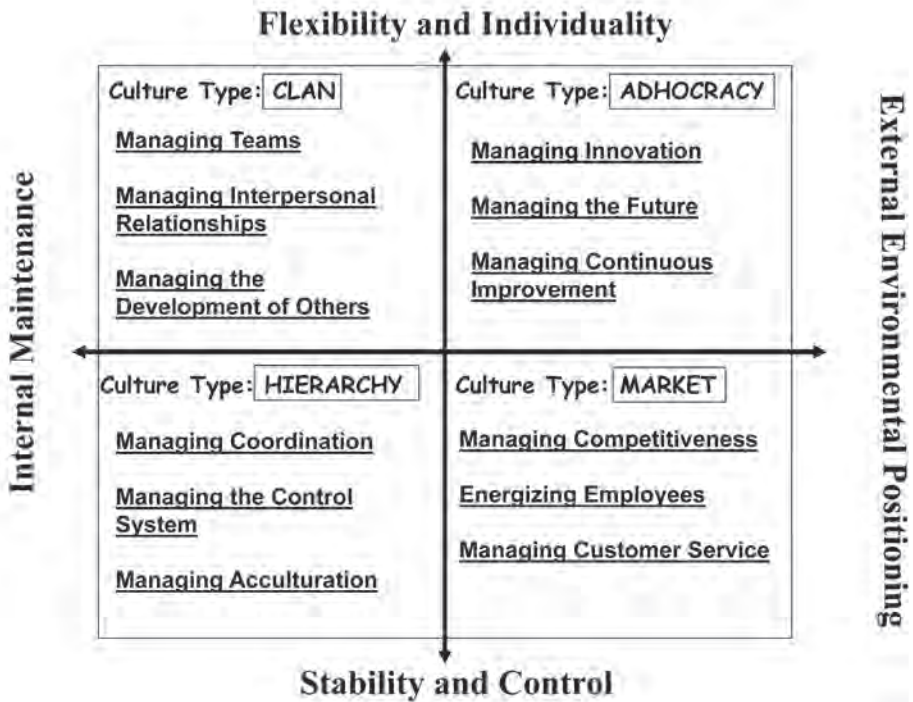 Flexibility and Individuality
Culture Type: CLAN
Managing Teams
Managing Interpersonal
Relationships
Managing the
Development of Others
Culture Type: ADHOCRACY
Managing Innovation
Managing the Future
Managing Continuous
Improvement
Internal Maintenance
External Environmental Positioning
Culture Type: HIERARCHY
Managing Coordination
Managing the Control
System
Managing Acculturation
Culture Type: MARKET
Managing Competitiveness
Energizing Employees
Managing Customer Service
Stability and Control